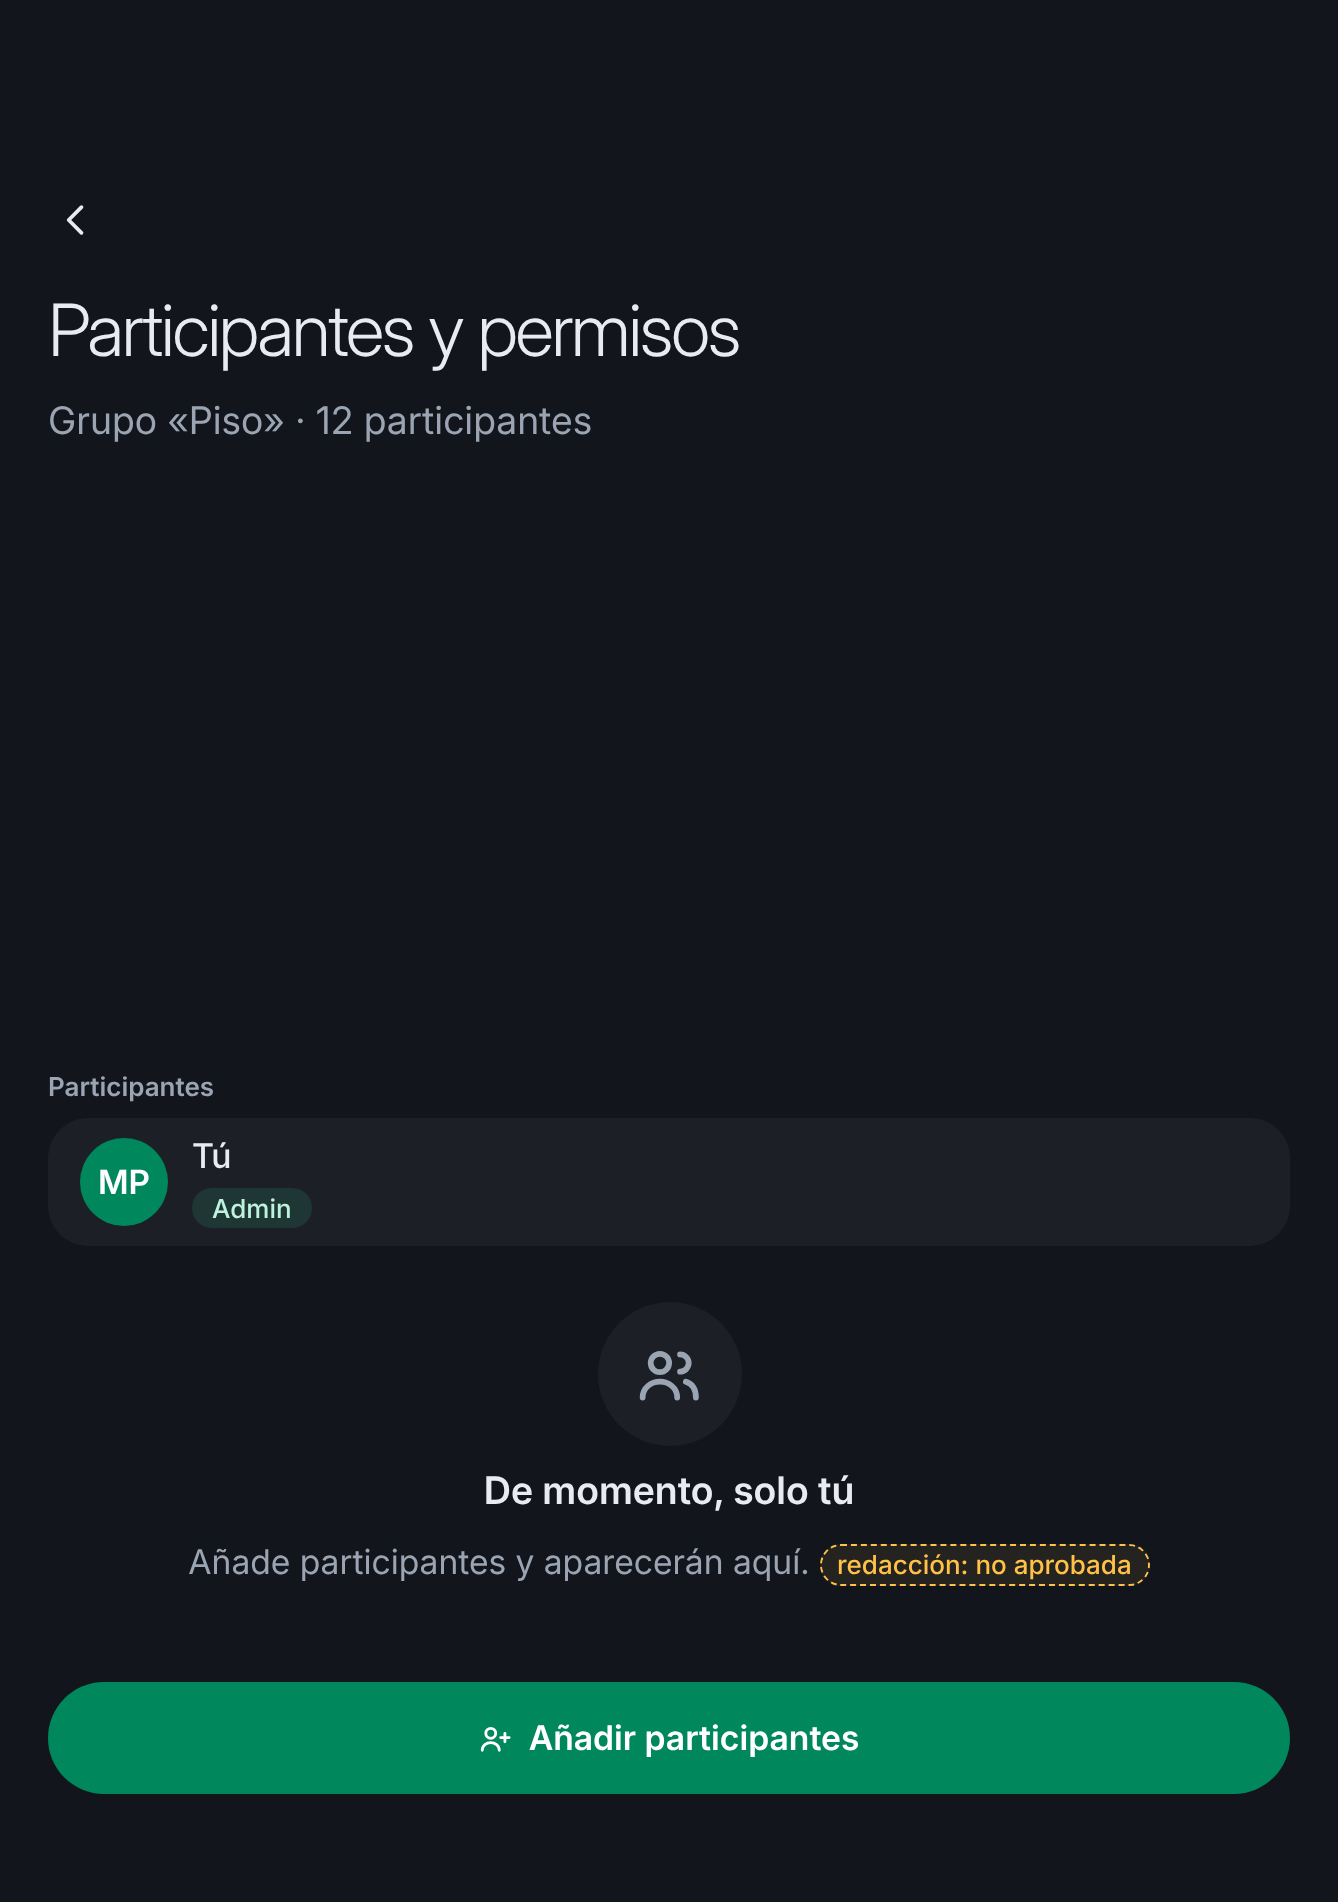 Participantes y permisos
Grupo «Piso» · 12 participantes
Participantes
MP
Tú
Admin
De momento, solo tú
Añade participantes y aparecerán aquí. redacción: no aprobada
Añadir participantes